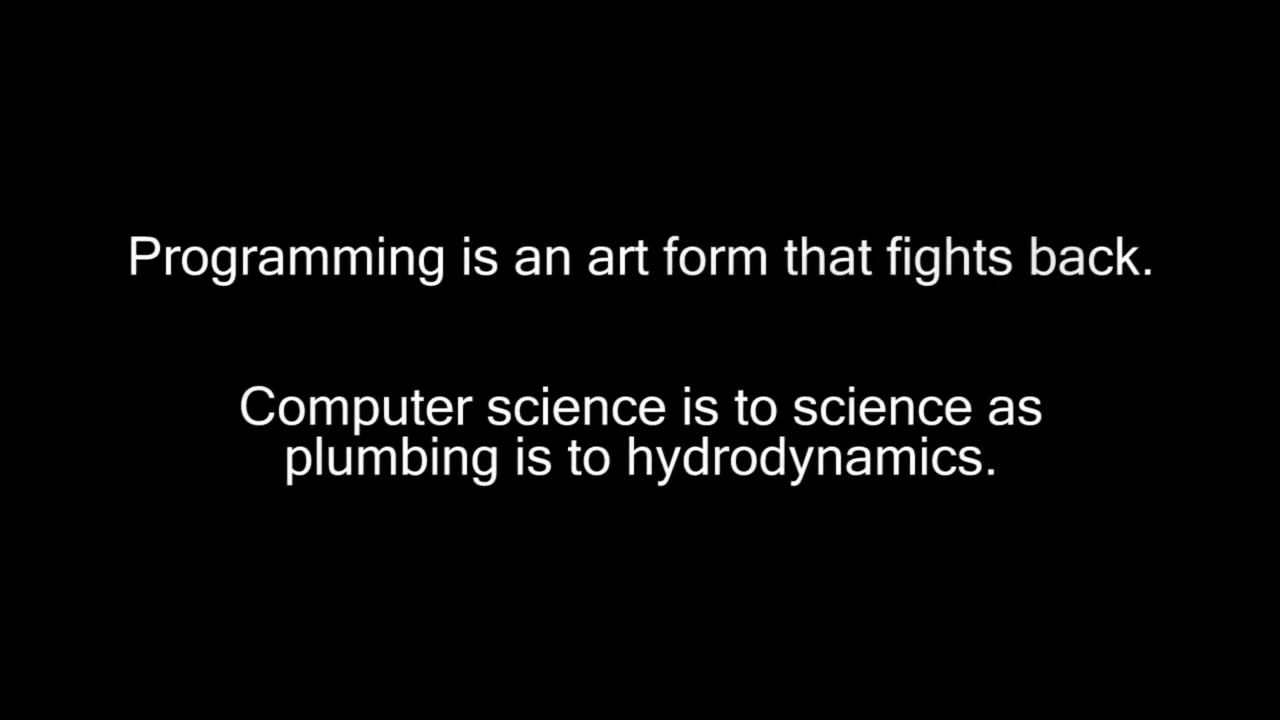 Programming is an art form that fights back.
Computer science is to science as
plumbing is to hydrodynamics.